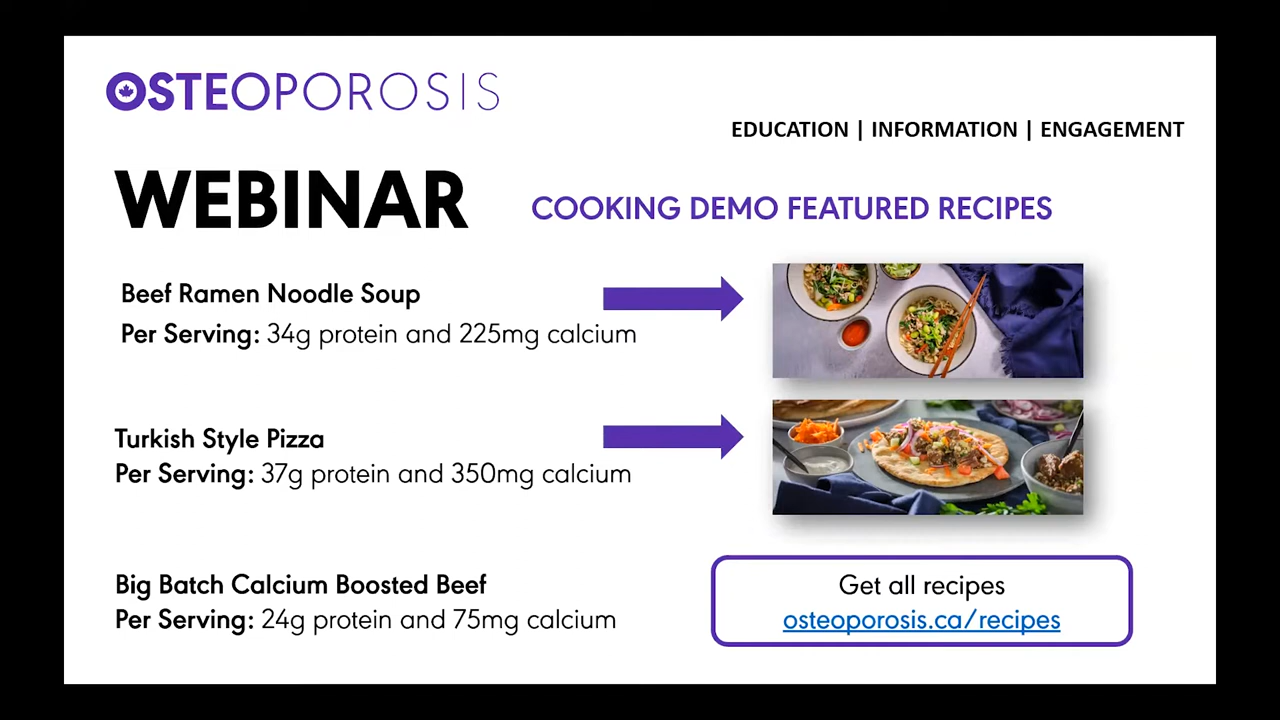 OSTEOPOROSIS
EDUCATION | INFORMATION | ENGAGEMENT
WEBINAR
COOKING DEMO FEATURED RECIPES
Beef Ramen Noodle Soup
Per Serving: 34g protein and 225mg calcium
Turkish Style Pizza
Per Serving: 37g protein and 350mg calcium
Big Batch Calcium Boosted Beef
Per Serving: 24g protein and 75mg calcium
Get all recipes
osteoporosis.ca/recipes